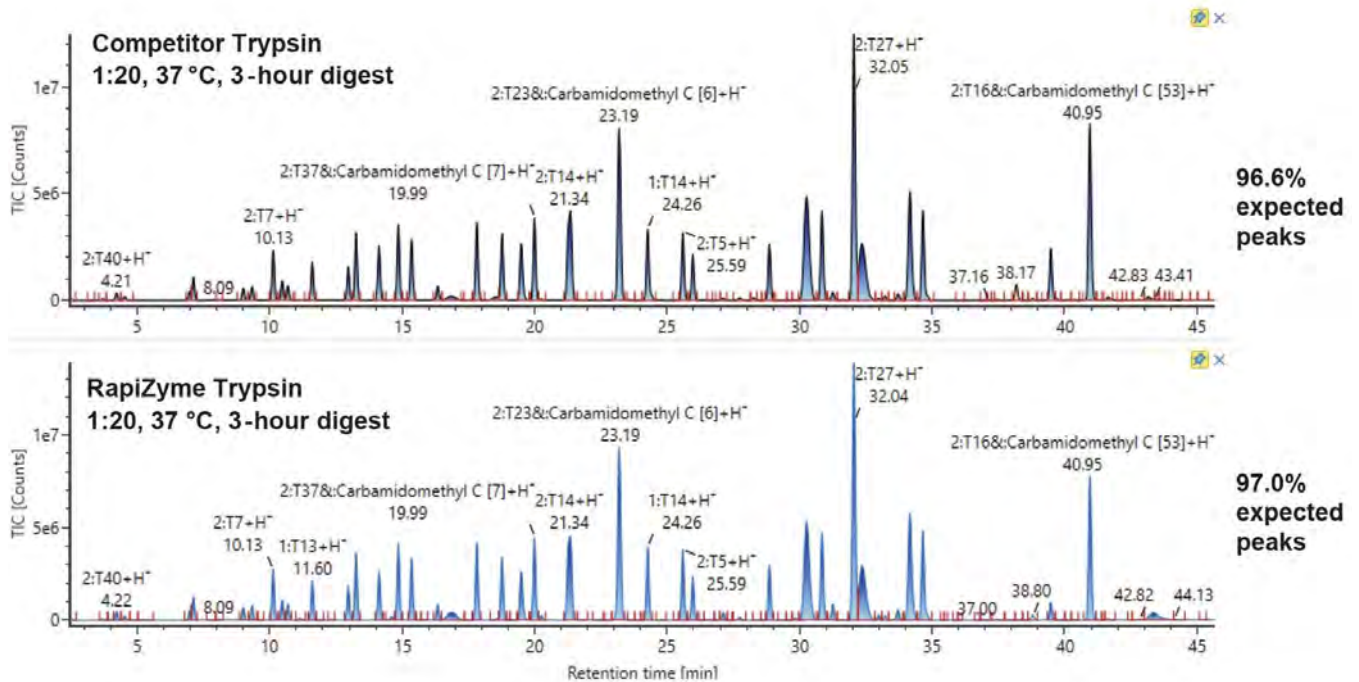 Competitor Trypsin
1:20, 37 °C, 3-hour digest
2:T27+H⁺
32.05
2:T23&:Carbamidomethyl C [6]+H⁺
23.19
2:T16&:Carbamidomethyl C [53]+H⁺
40.95
2:T37&:Carbamidomethyl C [7]+H⁺
19.99
2:T14+H⁺
21.34
1:T14+H⁺
24.26
2:T7+H⁺
10.13
2:T5+H⁺
25.59
2:T40+H⁺
4.21
8.09
37.16
38.17
42.83
43.41
1e7
5e6
0
TIC [Counts]
5 10 15 20 25 30 35 40 45
96.6%
expected
peaks
RapiZyme Trypsin
1:20, 37 °C, 3-hour digest
2:T27+H⁺
32.04
2:T23&:Carbamidomethyl C [6]+H⁺
23.19
2:T16&:Carbamidomethyl C [53]+H⁺
40.95
2:T37&:Carbamidomethyl C [7]+H⁺
19.99
2:T14+H⁺
21.34
1:T14+H⁺
24.26
2:T7+H⁺
10.13
1:T13+H⁺
11.60
2:T5+H⁺
25.59
2:T40+H⁺
4.22
8.09
37.00
38.80
42.82
44.13
1e7
5e6
0
TIC [Counts]
5 10 15 20 25 30 35 40 45
Retention time [min]
97.0%
expected
peaks